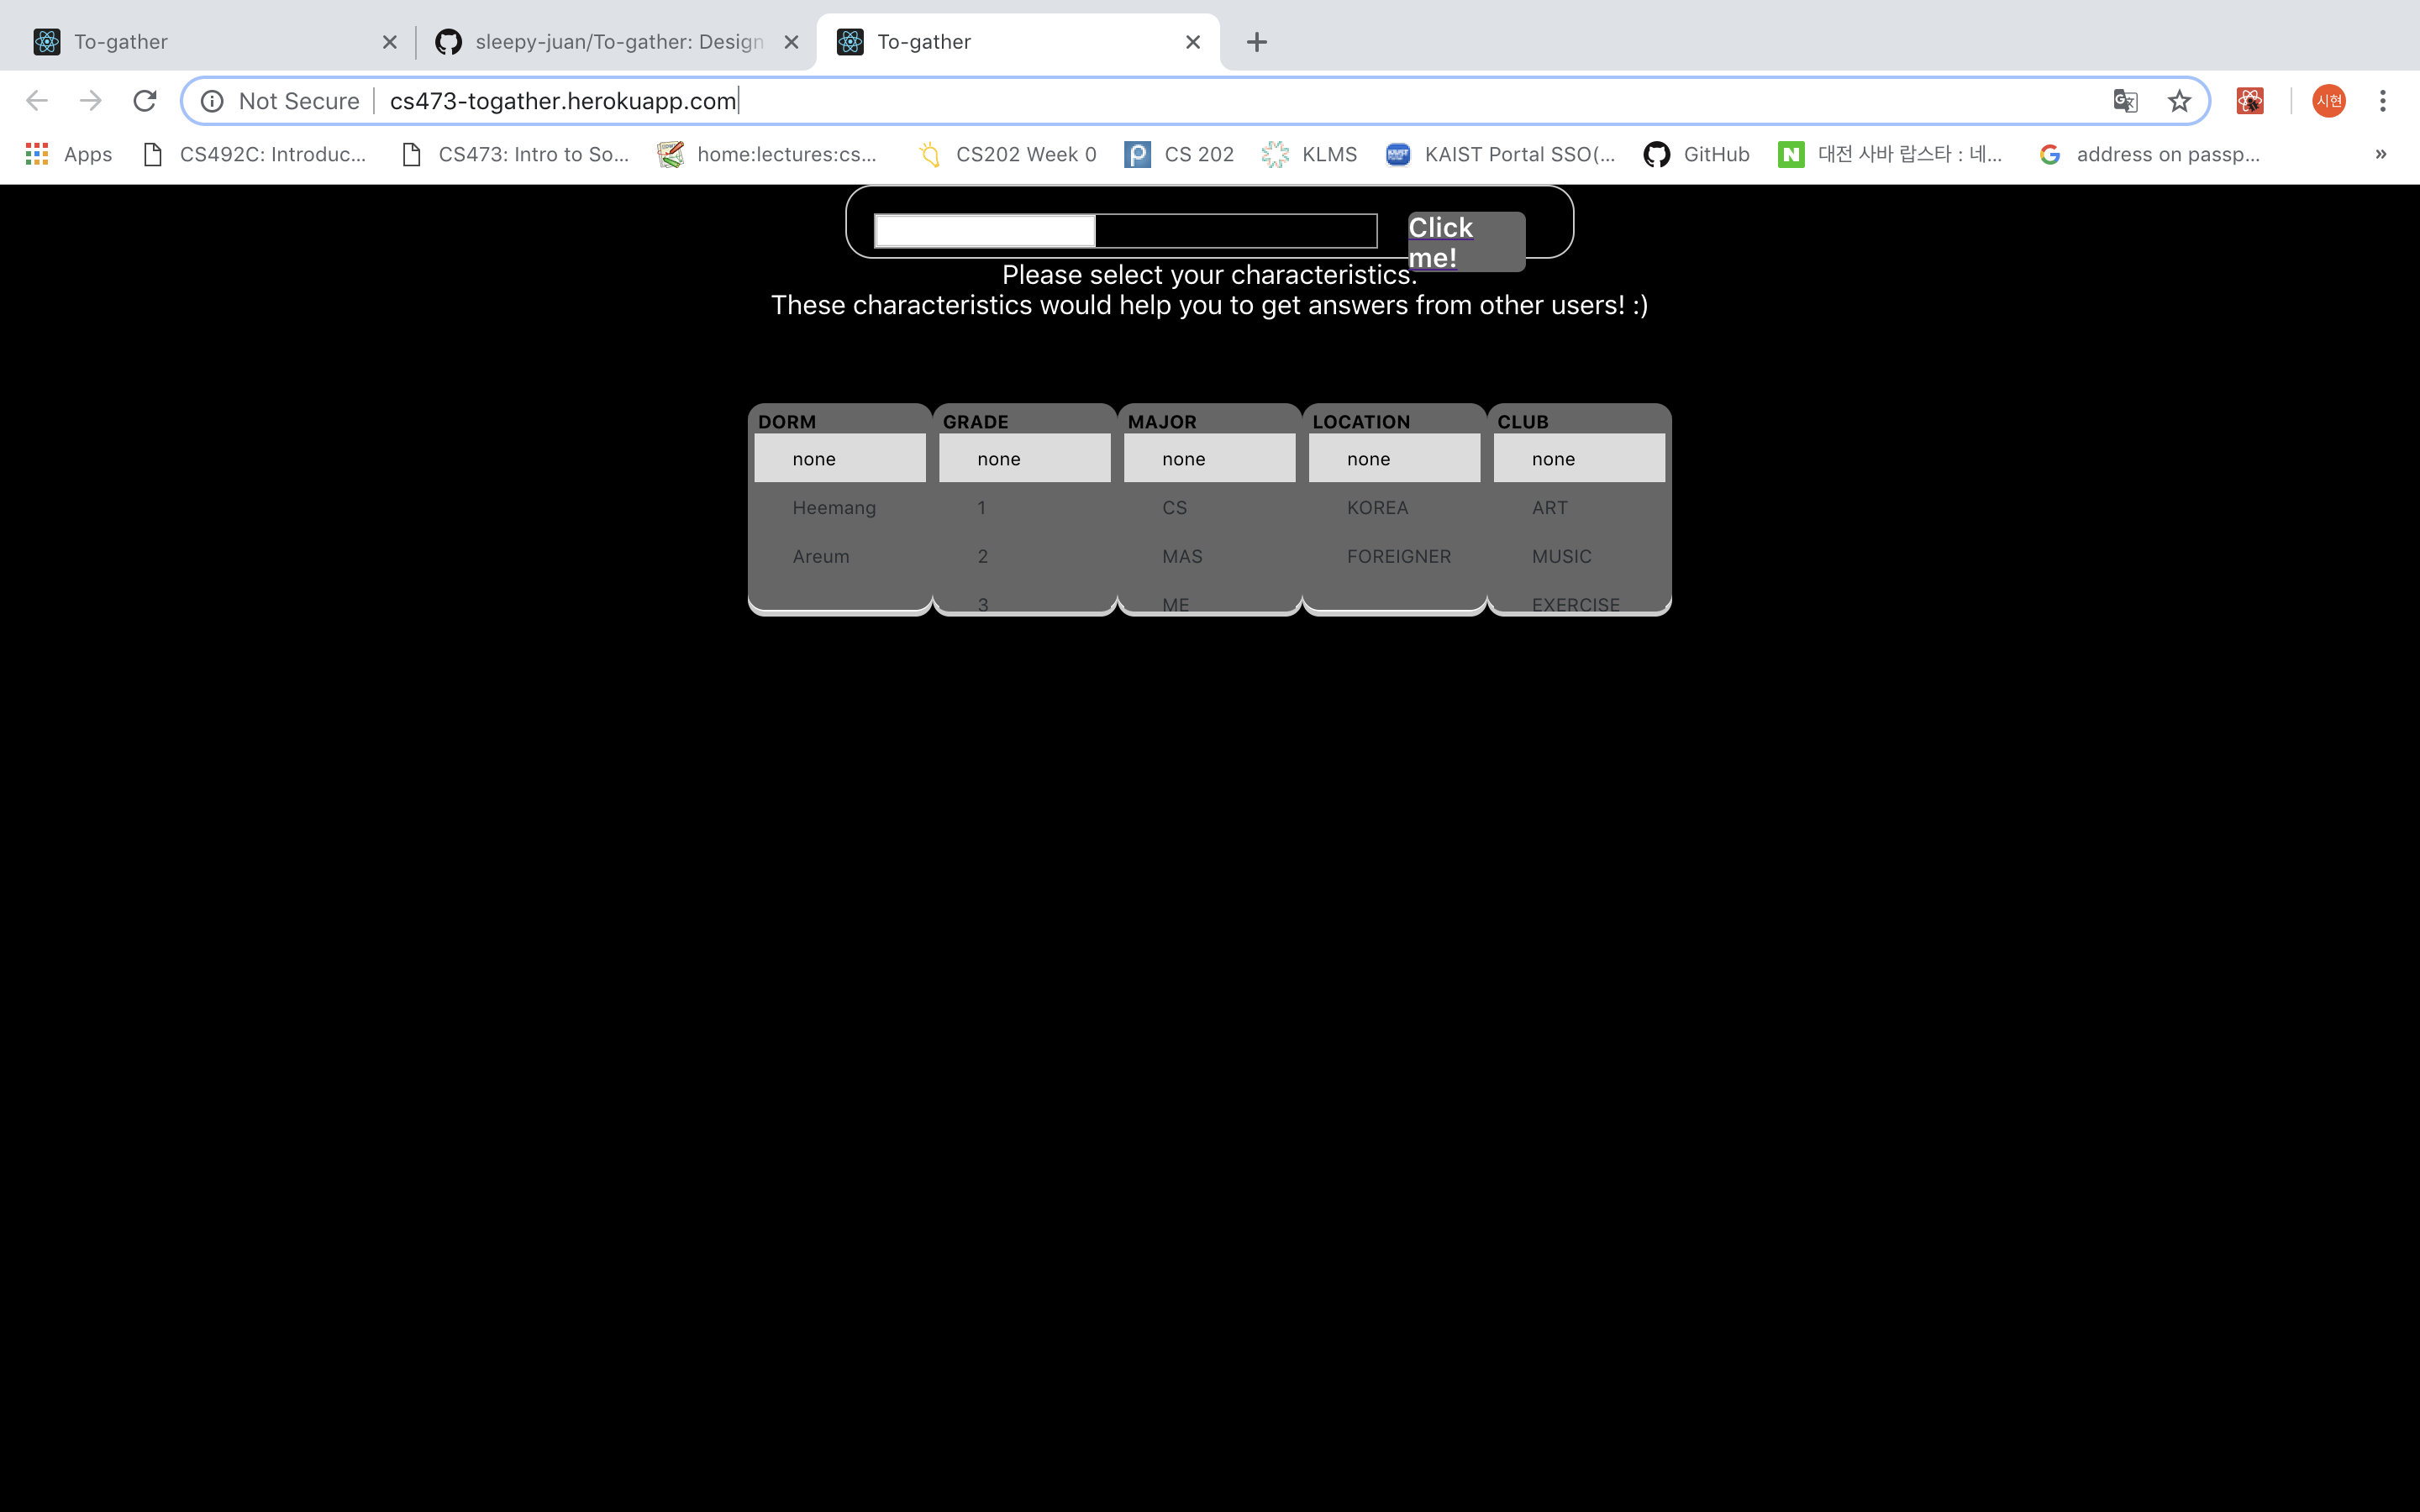 To-gather
sleepy-juan/To-gather: Design
To-gather
Not Secure
cs473-togather.herokuapp.com
시현
Apps
CS492C: Introduc...
CS473: Intro to So...
home:lectures:cs...
CS202 Week 0
CS 202
KLMS
KAIST Portal SSO(...
GitHub
대전 사바 랍스타 : 네...
address on passp...
»
Click
me!
Please select your characteristics.
These characteristics would help you to get answers from other users! :)
DORM GRADE MAJOR LOCATION CLUB
none none none none none
Heemang 1 CS KOREA ART
Areum 2 MAS FOREIGNER MUSIC
3 ME EXERCISE